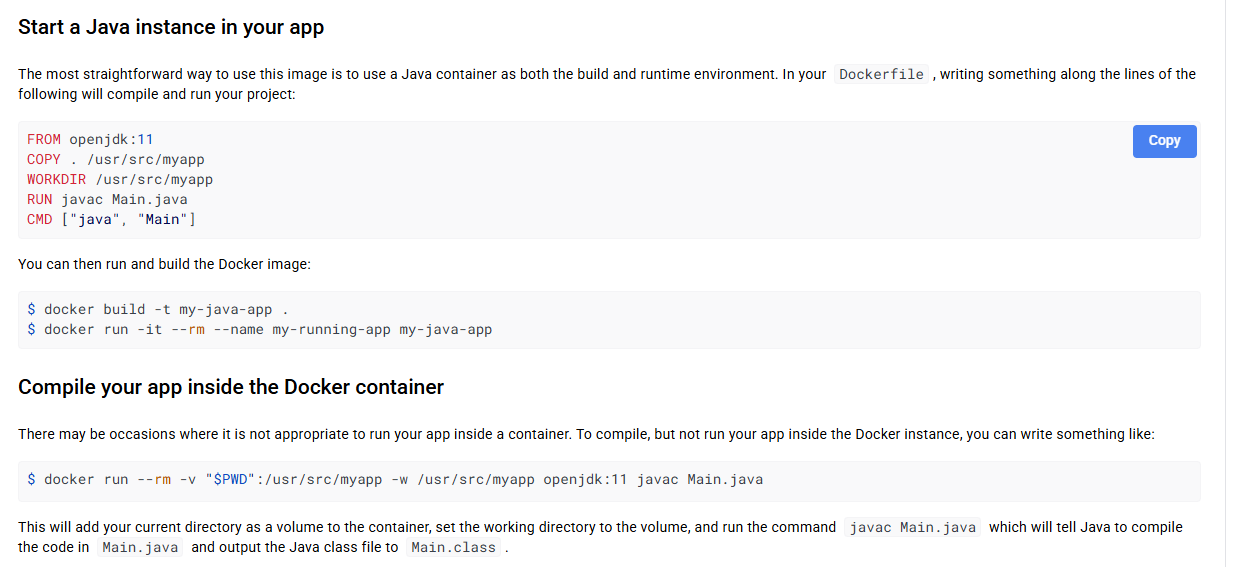 Start a Java instance in your app
The most straightforward way to use this image is to use a Java container as both the build and runtime environment. In your Dockerfile , writing something along the lines of the
following will compile and run your project:
FROM openjdk:11
Copy
COPY . /usr/src/myapp
WORKDIR /usr/src/myapp
RUN javac Main.java
CMD ["java", "Main"]
You can then run and build the Docker image:
$ docker build -t my-java-app .
$ docker run -it --rm --name my-running-app my-java-app
Compile your app inside the Docker container
There may be occasions where it is not appropriate to run your app inside a container. To compile, but not run your app inside the Docker instance, you can write something like:
$ docker run --rm -v "$PWD":/usr/src/myapp -w /usr/src/myapp openjdk:11 javac Main.java
This will add your current directory as a volume to the container, set the working directory to the volume, and run the command javac Main.java which will tell Java to compile
the code in Main.java and output the Java class file to Main.class .